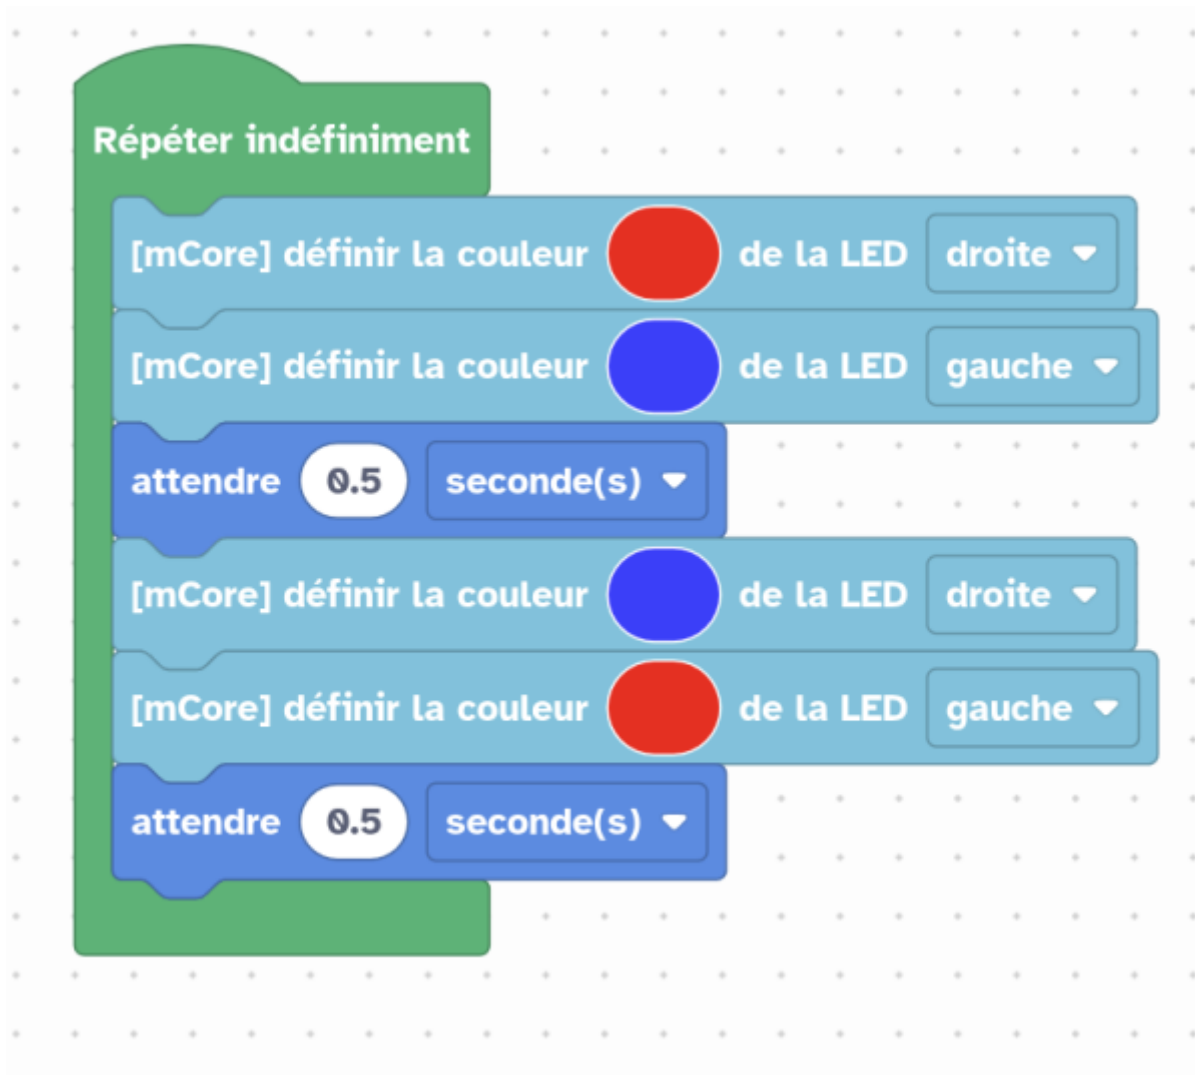 Répéter indéfiniment
[mCore] définir la couleur de la LED droite
[mCore] définir la couleur de la LED gauche
attendre 0.5 seconde(s)
[mCore] définir la couleur de la LED droite
[mCore] définir la couleur de la LED gauche
attendre 0.5 seconde(s)